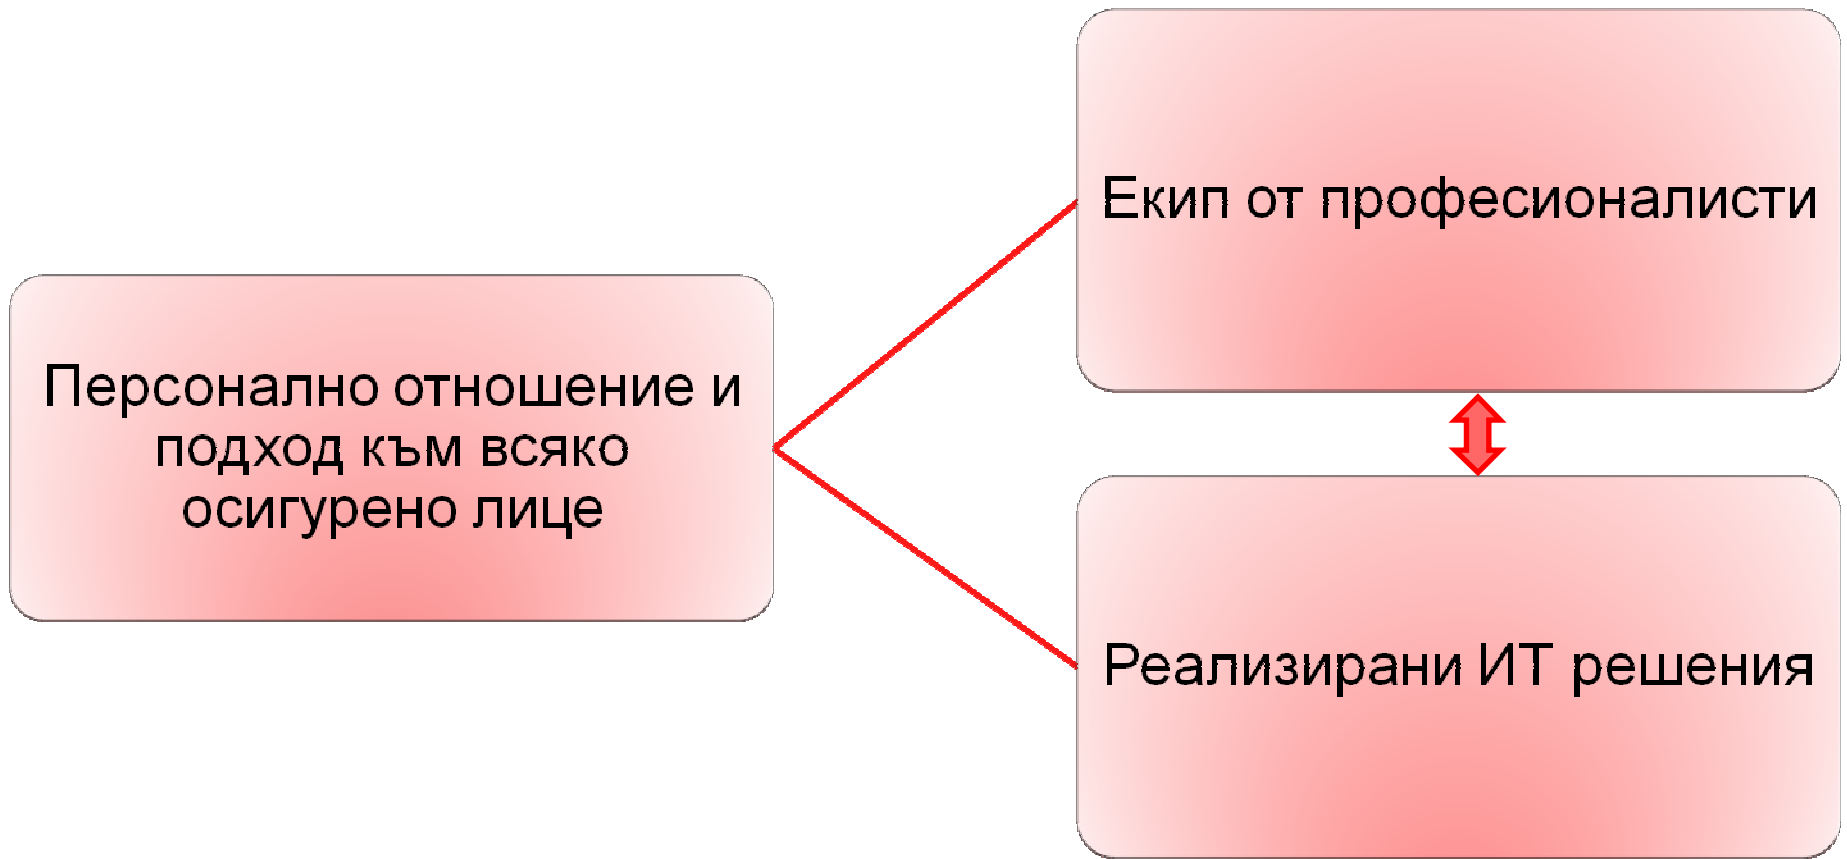 Персонално отношение и
подход към всяко
осигурено лице
Екип от професионалисти
Реализирани ИТ решения